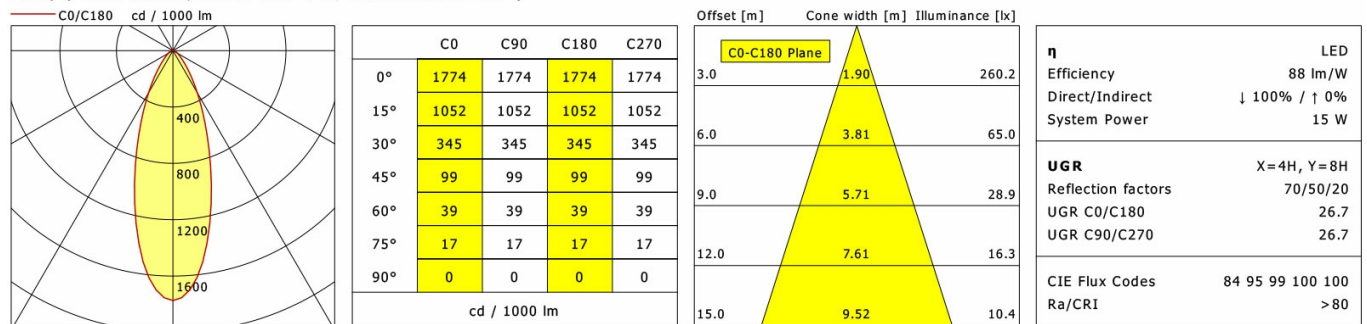 C0/C180 cd / 1000 lm
400
800
1200
1600
C0 C90 C180 C270
0° 1774 1774 1774 1774
15° 1052 1052 1052 1052
30° 345 345 345 345
45° 99 99 99 99
60° 39 39 39 39
75° 17 17 17 17
90° 0 0 0 0
cd / 1000 lm
Offset [m] Cone width [m] Illuminance [lx]
C0-C180 Plane
3.0 1.90 260.2
6.0 3.81 65.0
9.0 5.71 28.9
12.0 7.61 16.3
15.0 9.52 10.4
η LED
Efficiency 88 lm/W
Direct/Indirect ↓ 100% / ↑ 0%
System Power 15 W
UGR X=4H, Y=8H
Reflection factors 70/50/20
UGR C0/C180 26.7
UGR C90/C270 26.7
CIE Flux Codes 84 95 99 100 100
Ra/CRI >80